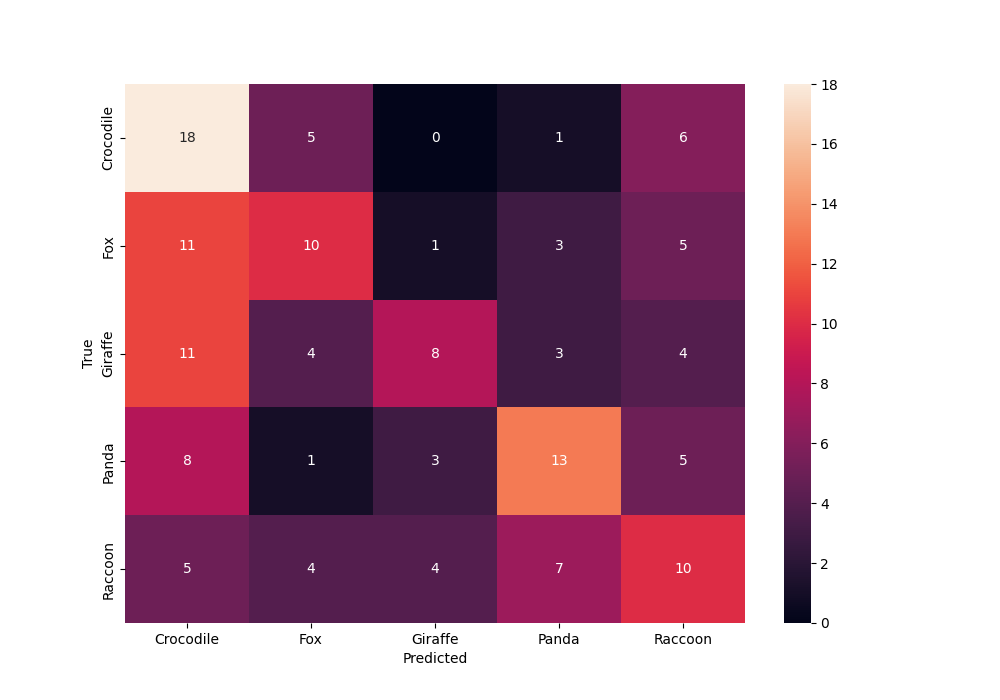 Crocodile 18 5 0 1 6
Fox 11 10 1 3 5
Giraffe 11 4 8 3 4
Panda 8 1 3 13 5
Raccoon 5 4 4 7 10
True
Crocodile Fox Giraffe Panda Raccoon
Predicted
18
16
14
12
10
8
6
4
2
0